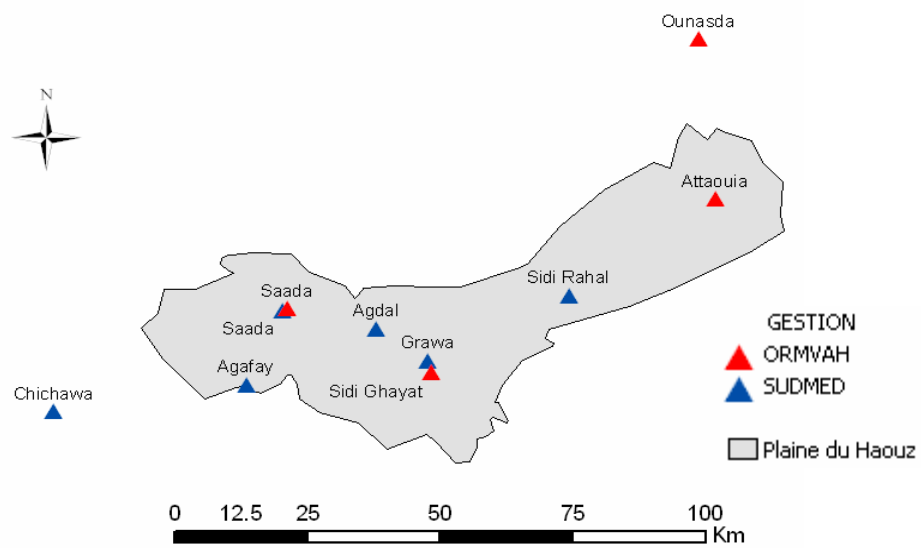 Ounasda
N
Attaouia
Sidi Rahal
Saada
Agdal
Saada
Grawa
Agafay
Sidi Ghayat
Chichawa
GESTION
ORMVAH
SUDMED
Plaine du Haouz
0 12.5 25 50 75 100
Km